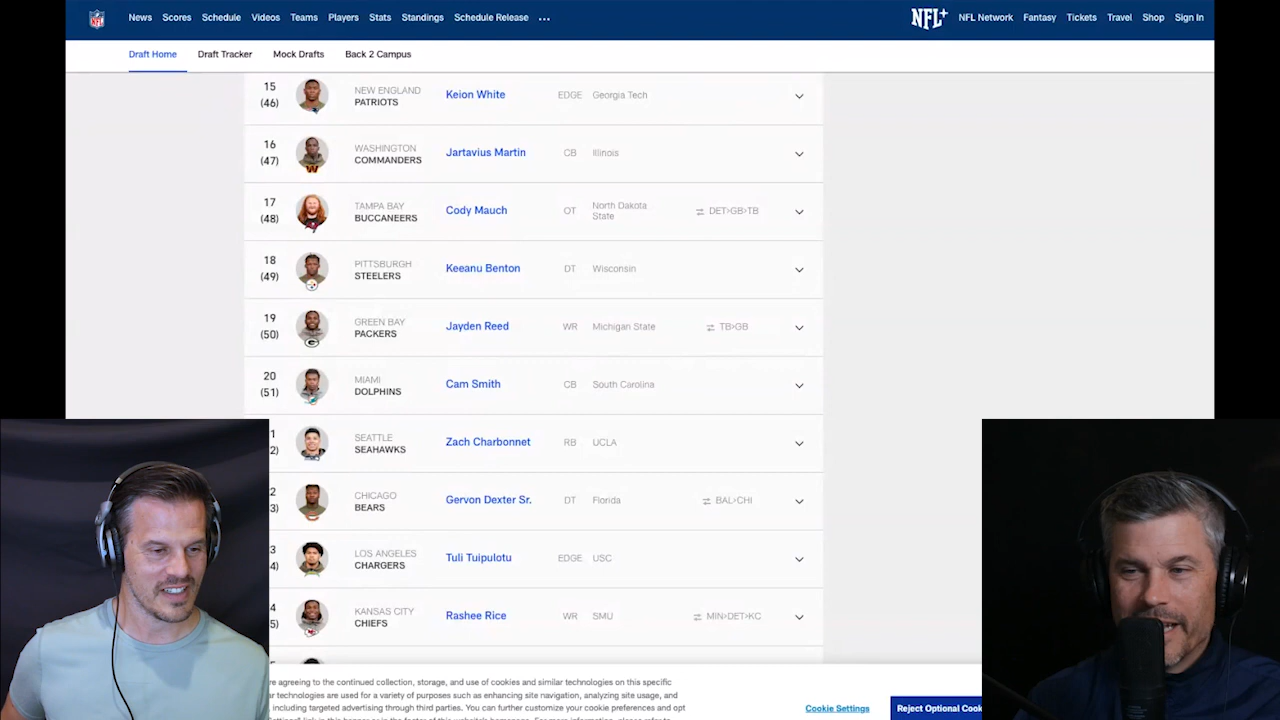 News Scores Schedule Videos Teams Players Stats Standings Schedule Release ... NFL+ NFL Network Fantasy Tickets Travel Shop Sign In
Draft Home Draft Tracker Mock Drafts Back 2 Campus
15 (46) NEW ENGLAND PATRIOTS Keion White EDGE Georgia Tech
16 (47) WASHINGTON COMMANDERS Jartavius Martin CB Illinois
17 (48) TAMPA BAY BUCCANEERS Cody Mauch OT North Dakota State DET>GB>TB
18 (49) PITTSBURGH STEELERS Keeanu Benton DT Wisconsin
19 (50) GREEN BAY PACKERS Jayden Reed WR Michigan State TB>GB
20 (51) MIAMI DOLPHINS Cam Smith CB South Carolina
1 2) SEATTLE SEAHAWKS Zach Charbonnet RB UCLA
2 3) CHICAGO BEARS Gervon Dexter Sr. DT Florida BAL>CHI
3 4) LOS ANGELES CHARGERS Tuli Tuipulotu EDGE USC
4 5) KANSAS CITY CHIEFS Rashee Rice WR SMU MIN>DET>KC
re agreeing to the continued collection, storage, and use of cookies and similar technologies on this specific
ar technologies are used for a variety of purposes such as enhancing site navigation, analyzing site usage, and
, including targeted advertising through third parties. You can further customize your cookie preferences and opt
Cookie Settings Reject Optional Cook